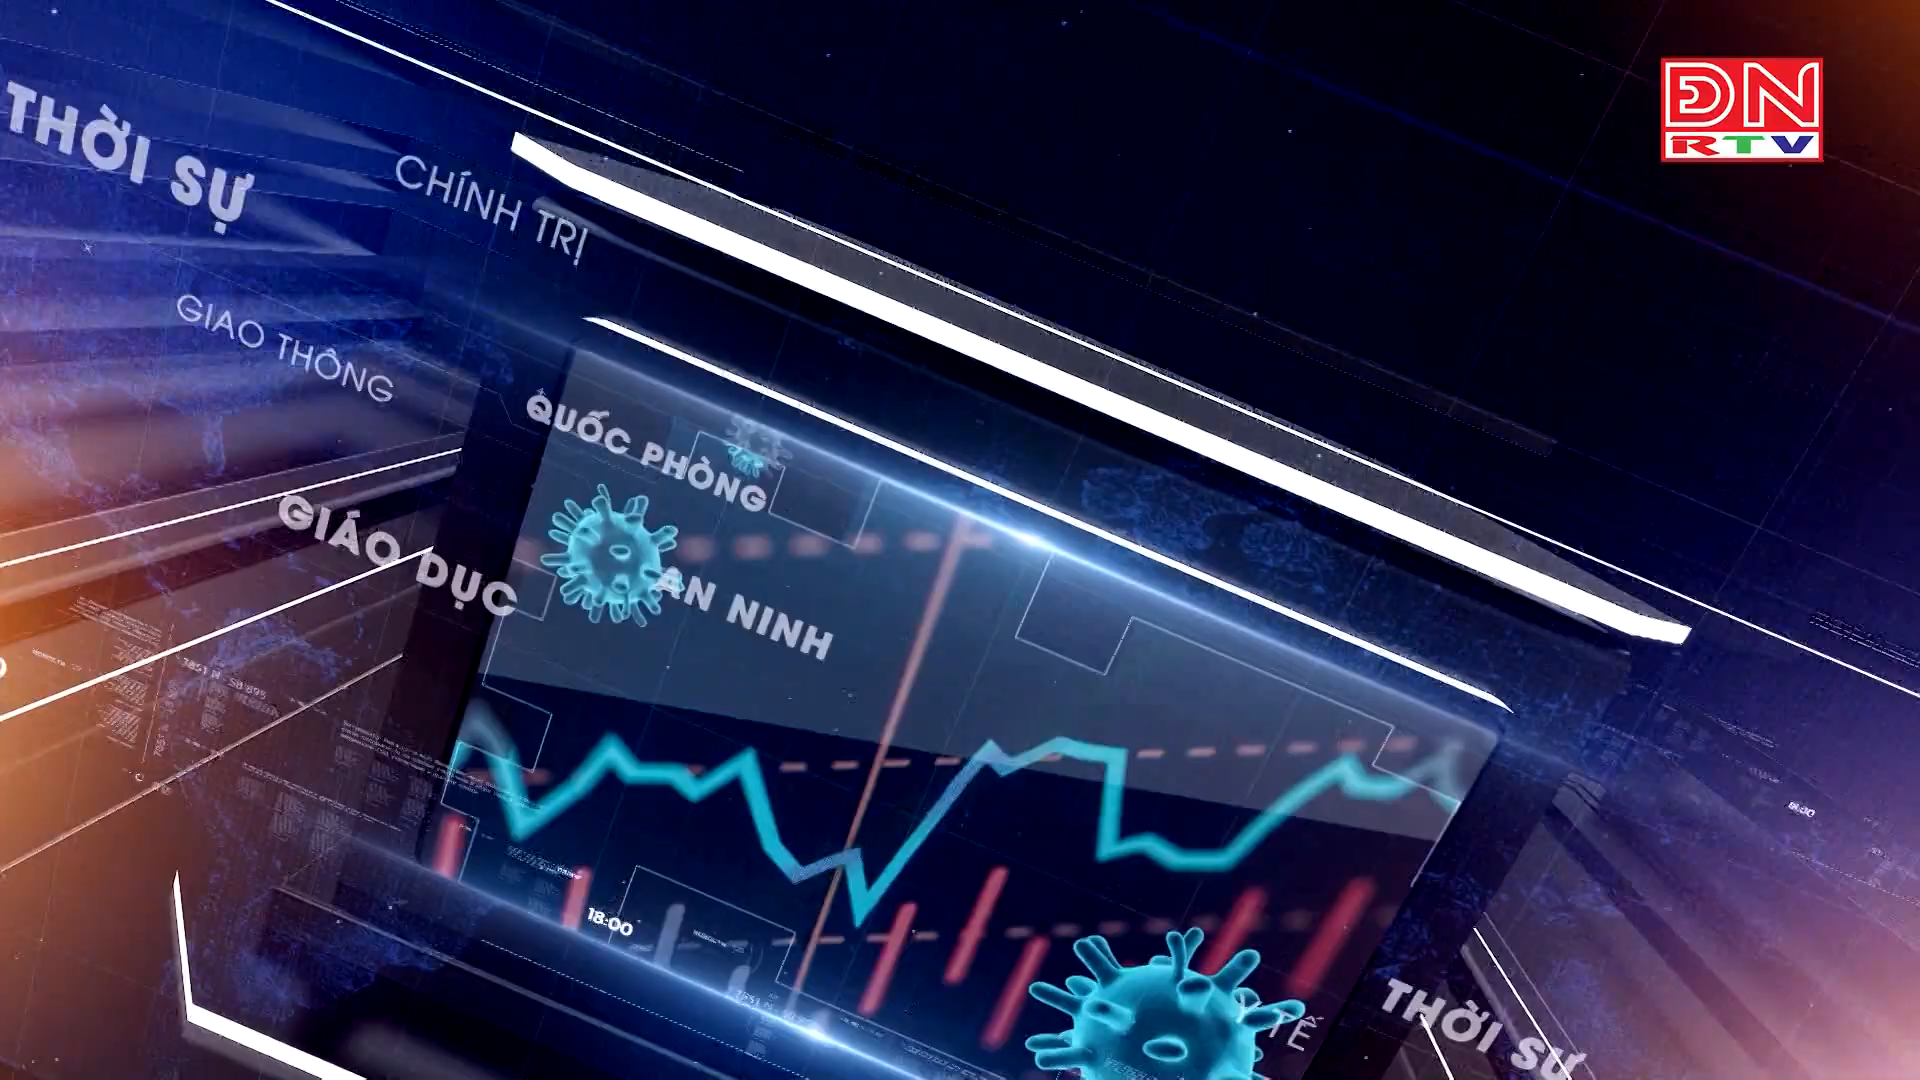 ĐN
RTV
THỜI SỰ
CHÍNH TRỊ
GIAO THÔNG
QUỐC PHÒNG
GIÁO DỤC
AN NINH
18:00
Y TẾ
THỜI SỰ